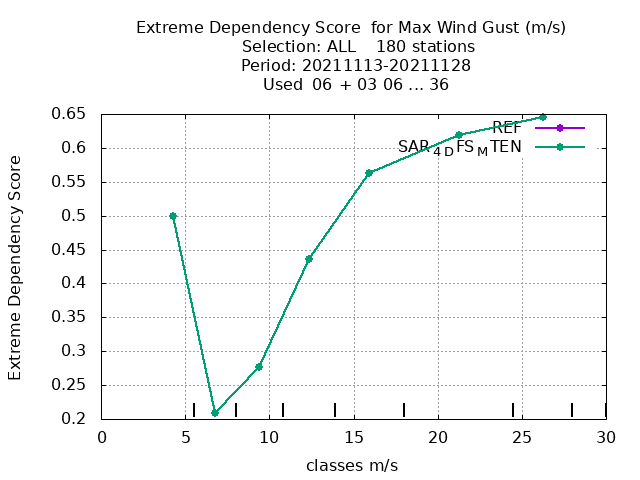 Extreme Dependency Score  for Max Wind Gust (m/s)
Selection: ALL    180 stations
Period: 20211113-20211128
Used  06 + 03 06 ... 36
Extreme Dependency Score
0.65
0.6
0.55
0.5
0.45
0.4
0.35
0.3
0.25
0.2
REF
SAR4DFSMTEN
0 5 10 15 20 25 30
classes m/s